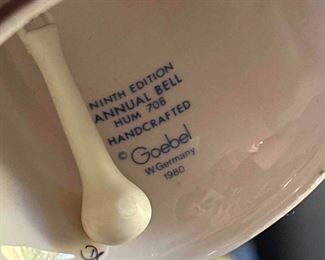 NINTH EDITION
ANNUAL BELL
HUM 708
HANDCRAFTED
© Goebel
W.Germany
1980